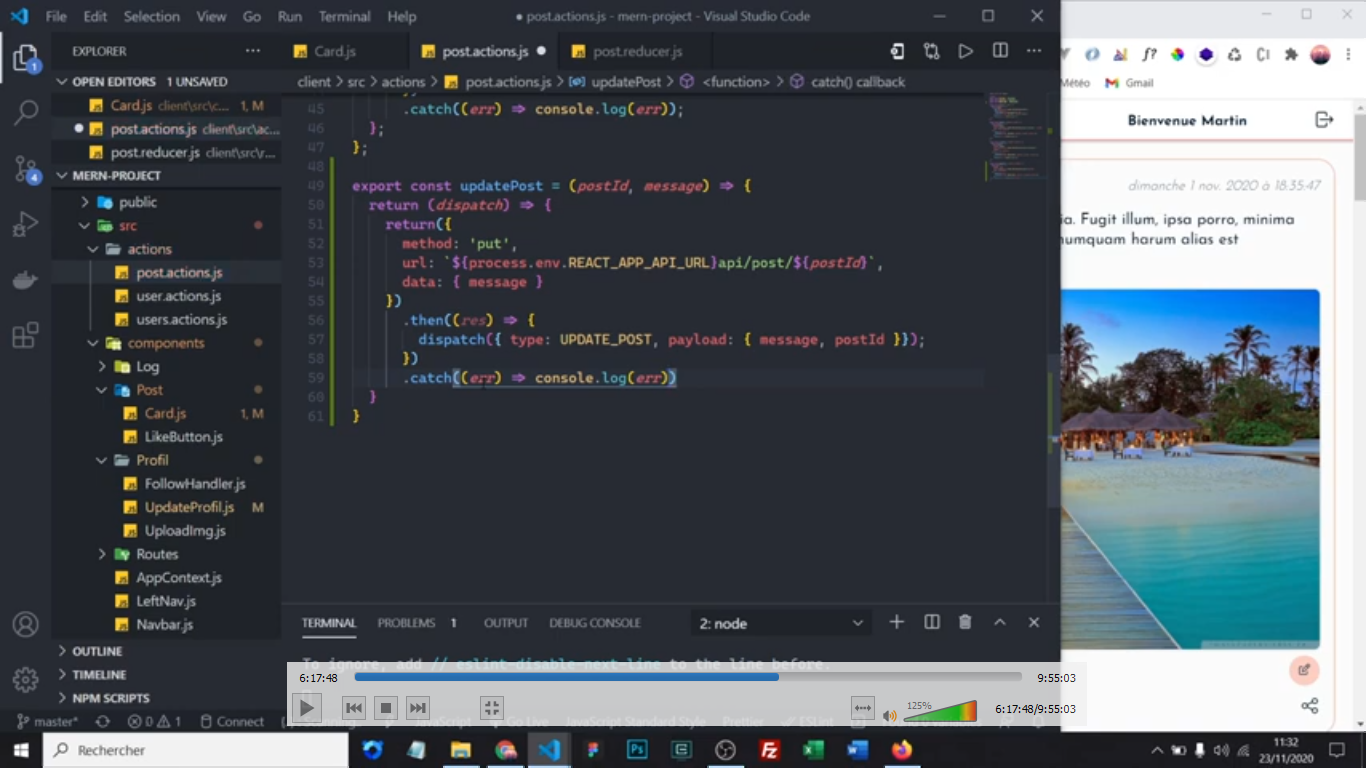 File Edit Selection View Go Run Terminal Help
● post.actions.js - mern-project - Visual Studio Code
EXPLORER
OPEN EDITORS 1 UNSAVED
Card.js client\src\c... 1, M
post.actions.js client\src\ac...
post.reducer.js client\src\r...
MERN-PROJECT
public
src
actions
post.actions.js
user.actions.js
users.actions.js
components
Log
Post
Card.js 1, M
LikeButton.js
Profil
FollowHandler.js
UpdateProfil.js M
UploadImg.js
Routes
AppContext.js
LeftNav.js
Navbar.js
OUTLINE
TIMELINE
NPM SCRIPTS
Card.js post.actions.js post.reducer.js
client > src > actions > post.actions.js > updatePost > <function> > catch() callback
45 .catch((err) => console.log(err));
46 };
47 };
48
49 export const updatePost = (postId, message) => {
50 return (dispatch) => {
51 return({
52 method: 'put',
53 url: `${process.env.REACT_APP_API_URL}api/post/${postId}`,
54 data: { message }
55 })
56 .then((res) => {
57 dispatch({ type: UPDATE_POST, payload: { message, postId }});
58 })
59 .catch((err) => console.log(err))
60 }
61 }
TERMINAL PROBLEMS 1 OUTPUT DEBUG CONSOLE 2: node
To ignore, add // eslint-disable-next-line to the line before.
6:17:48 9:55:03
125% 6:17:48/9:55:03
master* 0 1 Connect JavaScript Go Live JavaScript Standard Style Prettier ESLint
Météo Gmail
Bienvenue Martin
dimanche 1 nov. 2020 à 18:35:47
ia. Fugit illum, ipsa porro, minima
numquam harum alias est
Rechercher
11:32
23/11/2020